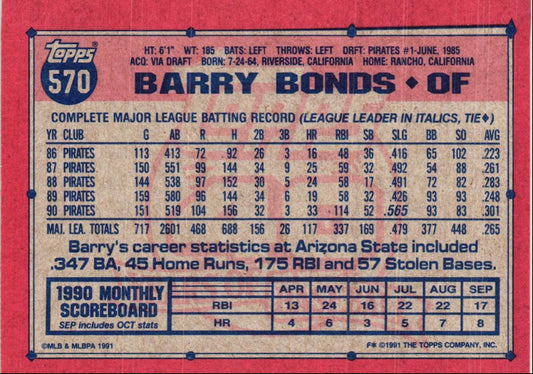 topps
570
HT: 6'1" WT: 185 BATS: LEFT THROWS: LEFT DRFT: PIRATES #1-JUNE, 1985
ACQ: VIA DRAFT BORN: 7-24-64, RIVERSIDE, CALIFORNIA HOME: RANCHO, CALIFORNIA
BARRY BONDS ♦ OF
COMPLETE MAJOR LEAGUE BATTING RECORD (LEAGUE LEADER IN ITALICS, TIE♦)
YR CLUB G AB R H 2B 3B HR RBI SB SLG BB SO AVG
86 PIRATES 113 413 72 92 26 3 16 48 36 .416 65 102 .223
87 PIRATES 150 551 99 144 34 9 25 59 32 .492 54 88 .261
88 PIRATES 144 538 97 152 30 5 24 58 17 .491 72 82 .283
89 PIRATES 159 580 96 144 34 6 19 58 32 .426 93 93 .248
90 PIRATES 151 519 104 156 32 3 33 114 52 .565 93 83 .301
MAJ. LEA. TOTALS 717 2601 468 688 156 26 117 337 169 .479 377 448 .265
Barry's career statistics at Arizona State included
.347 BA, 45 Home Runs, 175 RBI and 57 Stolen Bases.
1990 MONTHLY
SCOREBOARD
SEP includes OCT stats
APR MAY JUN JUL AUG SEP
RBI 13 24 16 22 22 17
HR 4 6 3 5 7 8
©MLB & MLBPA 1991
F* ©1991 THE TOPPS COMPANY, INC.